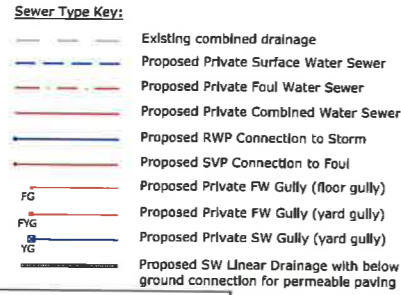 Sewer Type Key:
Existing combined drainage
Proposed Private Surface Water Sewer
Proposed Private Foul Water Sewer
Proposed Private Combined Water Sewer
Proposed RWP Connection to Storm
Proposed SVP Connection to Foul
Proposed Private FW Gully (floor gully)
FG
Proposed Private FW Gully (yard gully)
FYG
Proposed Private SW Gully (yard gully)
YG
Proposed SW Linear Drainage with below
ground connection for permeable paving